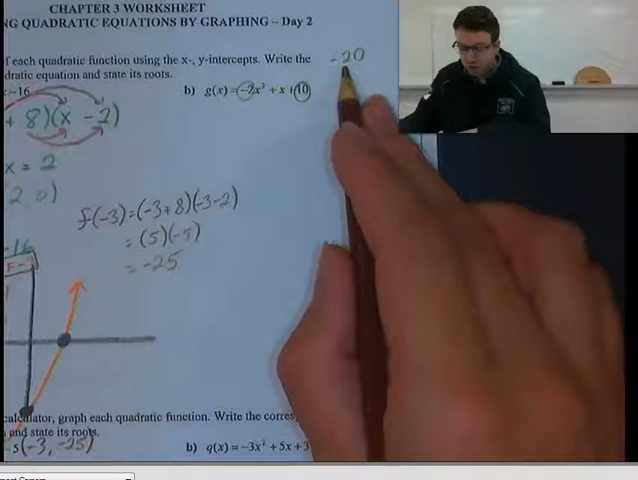 CHAPTER 3 WORKSHEET
NG QUADRATIC EQUATIONS BY GRAPHING – Day 2
f each quadratic function using the x-, y-intercepts. Write the
dratic equation and state its roots.
-16
b) g(x) = -2x² + x + 10
-20
+ 8)(x - 2)
x = 2
2, 0)
f(-3) = (-3+8)(-3-2)
= (5)(-5)
= -25
-16
calculator, graph each quadratic function. Write the corres
and state its roots.
(-3, -25)
b) q(x) = -3x² + 5x + 3